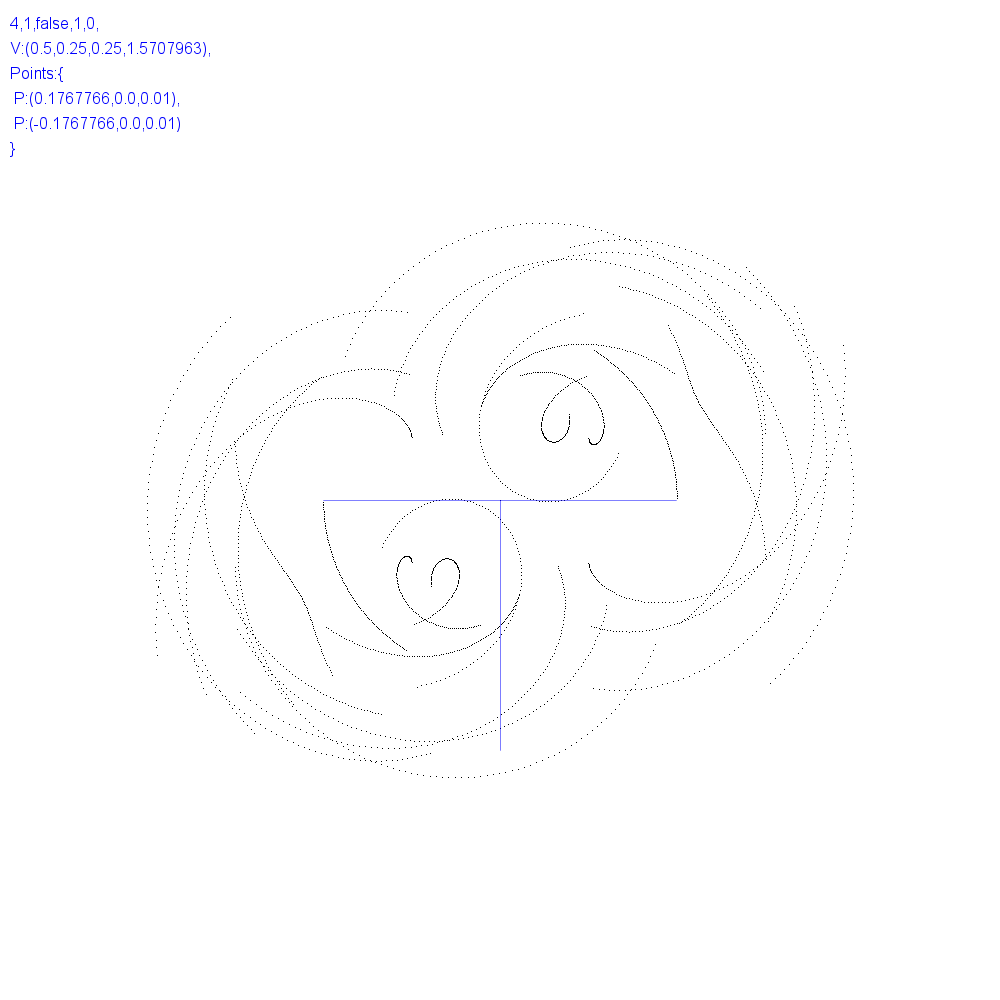 4,1,false,1,0,
V:(0.5,0.25,0.25,1.5707963),
Points:{
P:(0.1767766,0.0,0.01),
P:(-0.1767766,0.0,0.01)
}